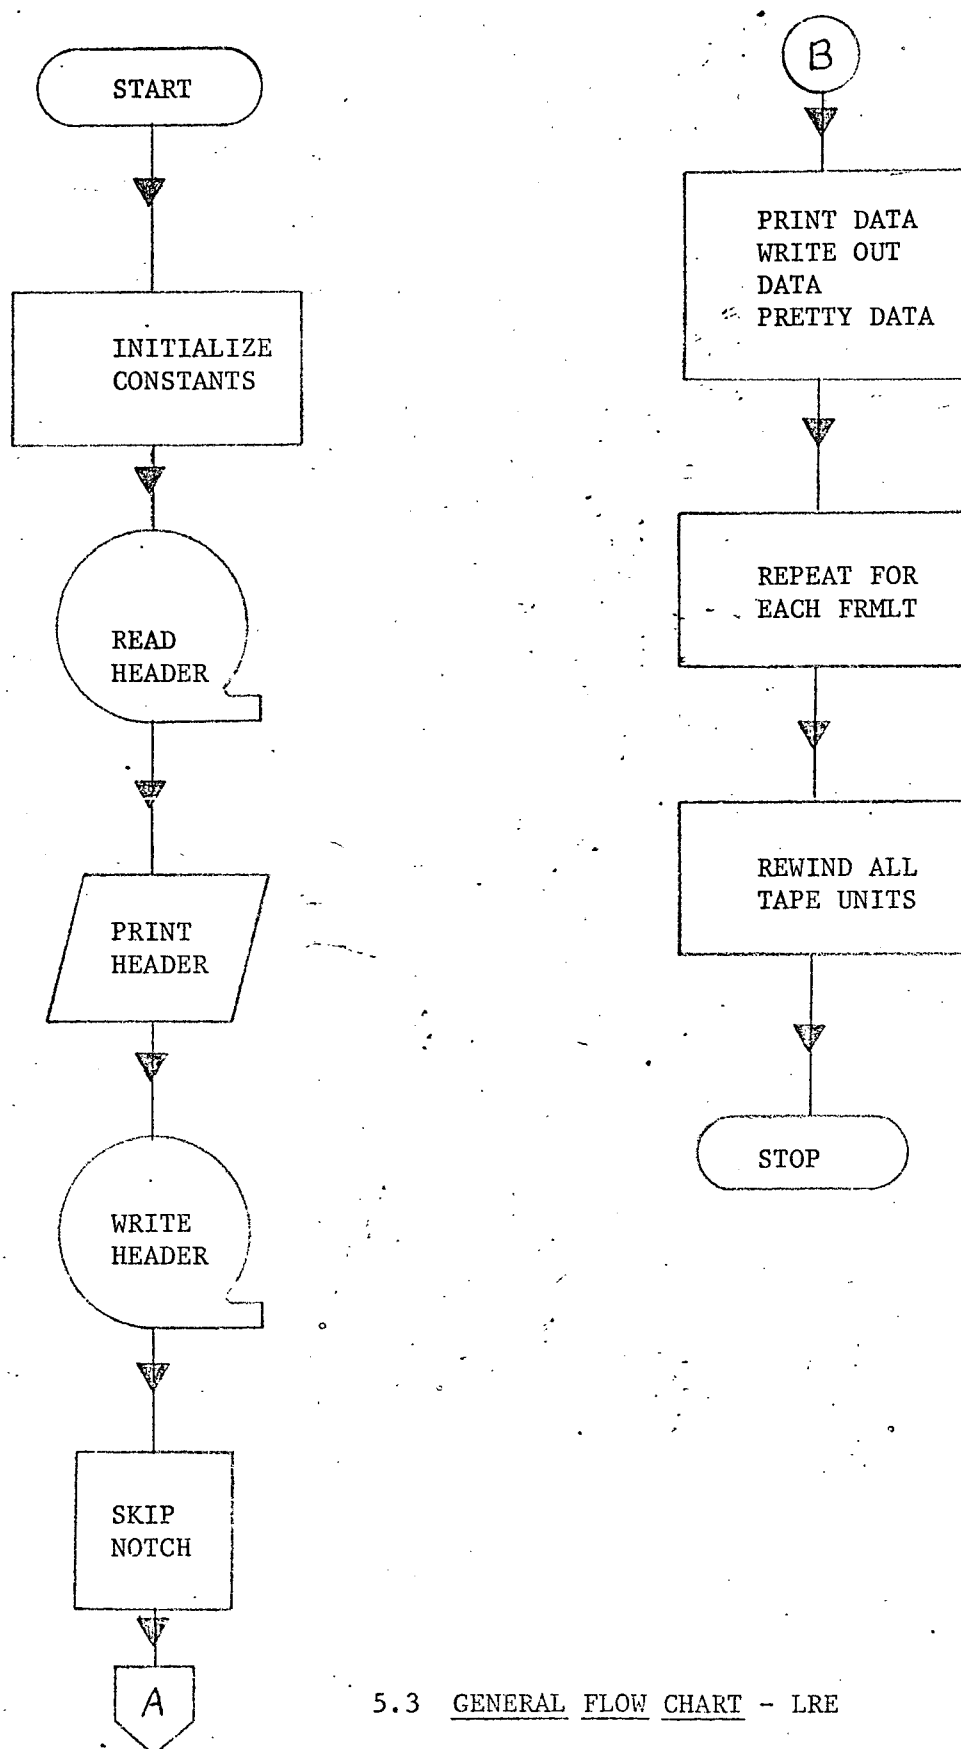 START
INITIALIZE
CONSTANTS
READ
HEADER
PRINT
HEADER
WRITE
HEADER
SKIP
NOTCH
A
B
PRINT DATA
WRITE OUT
DATA
PRETTY DATA
REPEAT FOR
EACH FRMLT
REWIND ALL
TAPE UNITS
STOP
5.3 GENERAL FLOW CHART - LRE